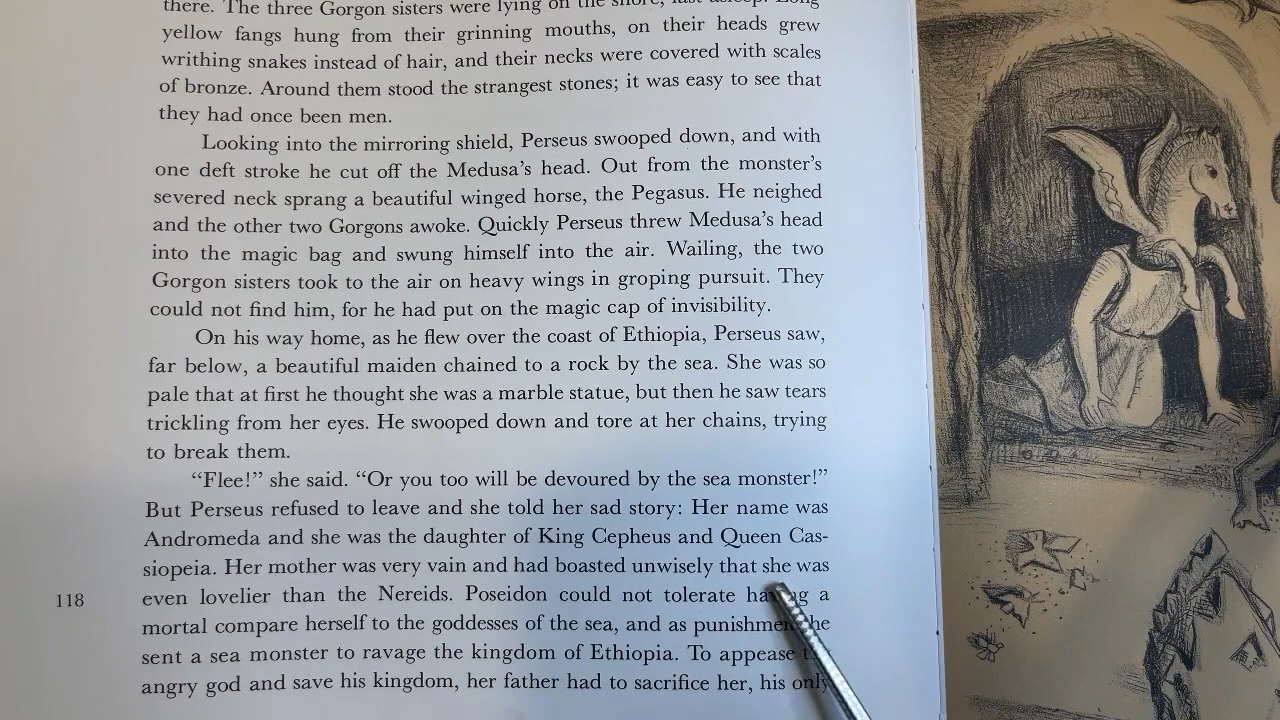 there. The three Gorgon sisters were lying on the shore, fast asleep. Long
yellow fangs hung from their grinning mouths, on their heads grew
writhing snakes instead of hair, and their necks were covered with scales
of bronze. Around them stood the strangest stones; it was easy to see that
they had once been men.
Looking into the mirroring shield, Perseus swooped down, and with
one deft stroke he cut off the Medusa's head. Out from the monster's
severed neck sprang a beautiful winged horse, the Pegasus. He neighed
and the other two Gorgons awoke. Quickly Perseus threw Medusa's head
into the magic bag and swung himself into the air. Wailing, the two
Gorgon sisters took to the air on heavy wings in groping pursuit. They
could not find him, for he had put on the magic cap of invisibility.
On his way home, as he flew over the coast of Ethiopia, Perseus saw,
far below, a beautiful maiden chained to a rock by the sea. She was so
pale that at first he thought she was a marble statue, but then he saw tears
trickling from her eyes. He swooped down and tore at her chains, trying
to break them.
“Flee!” she said. “Or you too will be devoured by the sea monster!”
But Perseus refused to leave and she told her sad story: Her name was
Andromeda and she was the daughter of King Cepheus and Queen Cas-
siopeia. Her mother was very vain and had boasted unwisely that she was
even lovelier than the Nereids. Poseidon could not tolerate having a
mortal compare herself to the goddesses of the sea, and as punishment he
sent a sea monster to ravage the kingdom of Ethiopia. To appease
angry god and save his kingdom, her father had to sacrifice her, his only
118